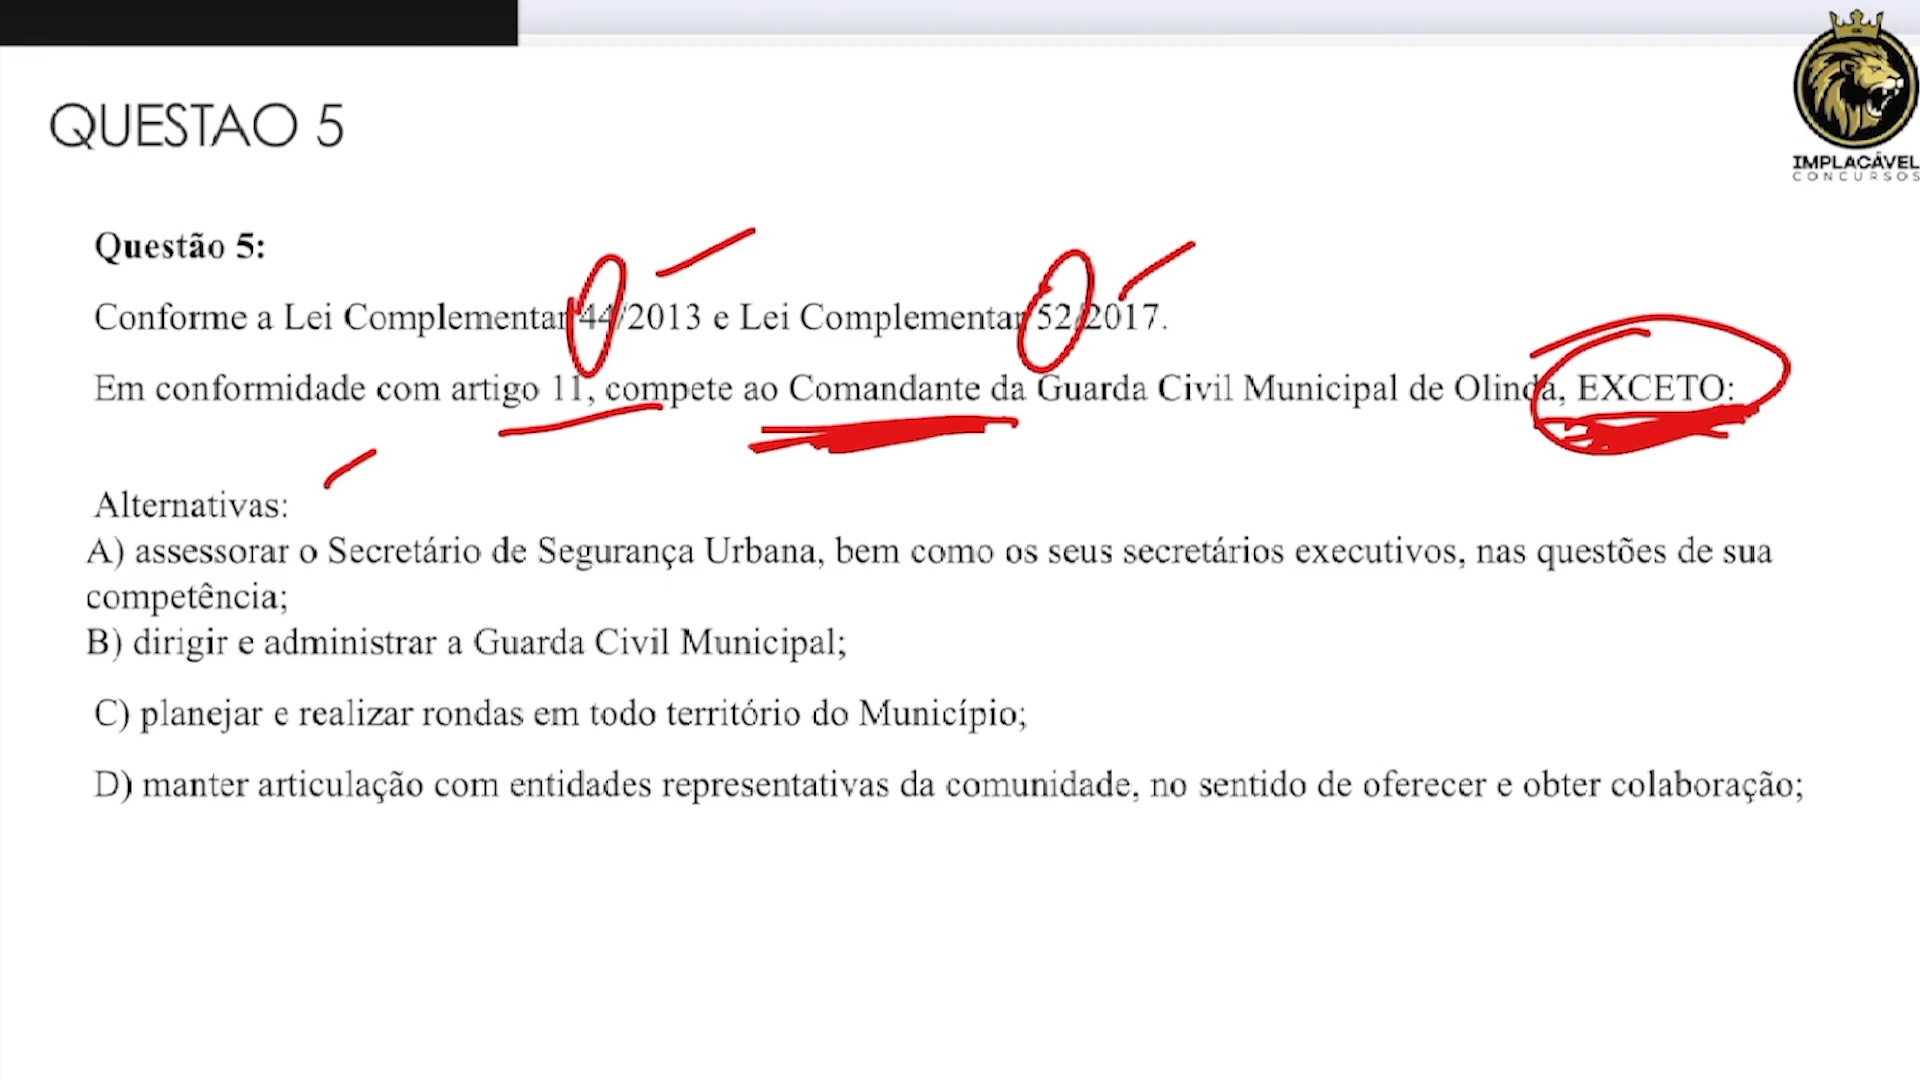 QUESTAO 5
IMPLACÁVEL
CONCURSOS
Questão 5:
Conforme a Lei Complementar 44/2013 e Lei Complementar 52/2017.
Em conformidade com artigo 11, compete ao Comandante da Guarda Civil Municipal de Olinda, EXCETO:
Alternativas:
A) assessorar o Secretário de Segurança Urbana, bem como os seus secretários executivos, nas questões de sua
competência;
B) dirigir e administrar a Guarda Civil Municipal;
C) planejar e realizar rondas em todo território do Município;
D) manter articulação com entidades representativas da comunidade, no sentido de oferecer e obter colaboração;